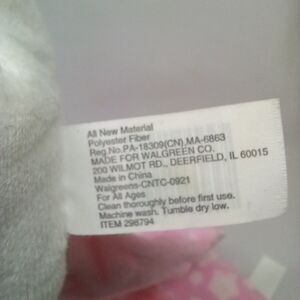 All New Material
Polyester Fiber
Reg.No.PA-18309(CN),MA-6863
MADE FOR WALGREEN CO.
200 WILMOT RD., DEERFIELD, IL 60015
Made in China
Walgreens-CNTC-0921
For All Ages
Clean thoroughly before first use.
Machine wash. Tumble dry low.
ITEM 298794